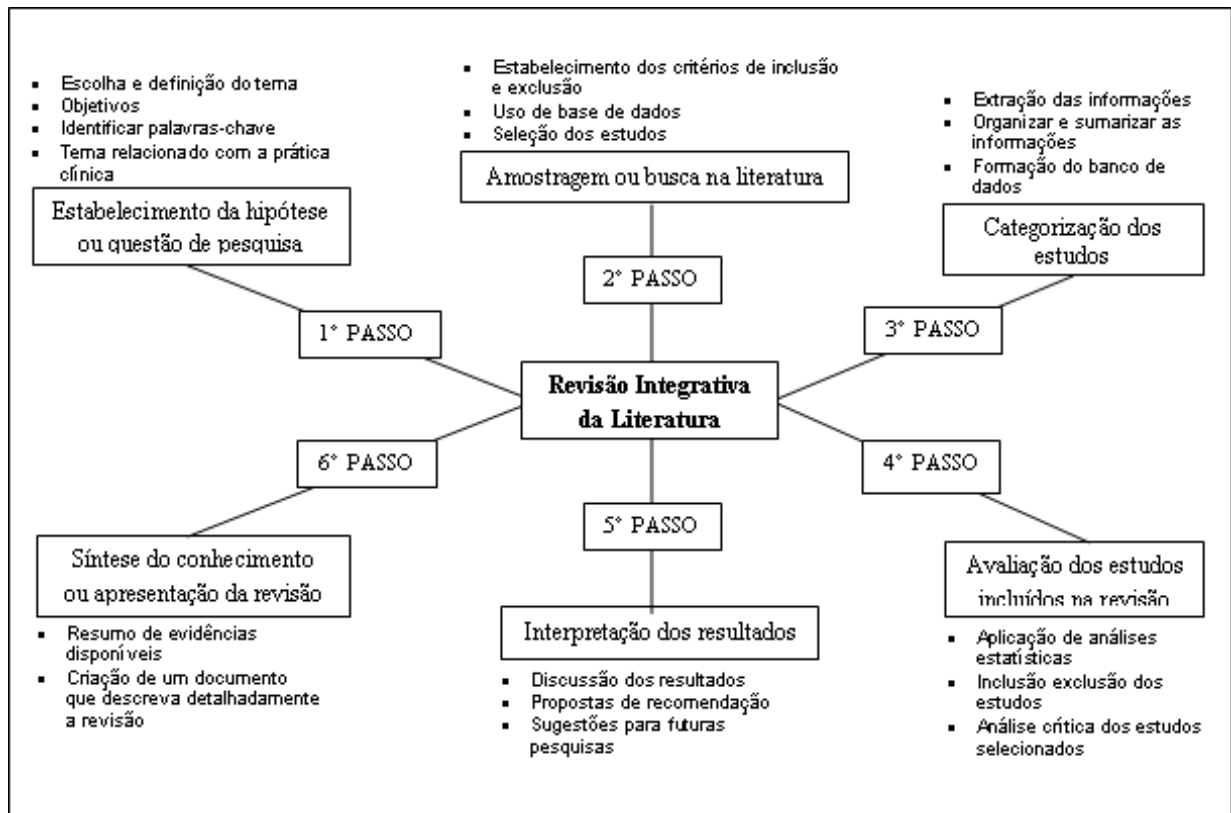 ▪ Escolha e definição do tema
▪ Objetivos
▪ Identificar palavras-chave
▪ Tema relacionado com a prática
clínica
Estabelecimento da hipótese
ou questão de pesquisa
1° PASSO
▪ Estabelecimento dos critérios de inclusão
e exclusão
▪ Uso de base de dados
▪ Seleção dos estudos
Amostragem ou busca na literatura
2° PASSO
▪ Extração das informações
▪ Organizar e sumarizar as
informações
▪ Formação do banco de
dados
Categorização dos
estudos
3° PASSO
Revisão Integrativa
da Literatura
4° PASSO
Avaliação dos estudos
incluídos na revisão
▪ Aplicação de análises
estatísticas
▪ Inclusão exclusão dos
estudos
▪ Análise crítica dos estudos
selecionados
5° PASSO
Interpretação dos resultados
▪ Discussão dos resultados
▪ Propostas de recomendação
▪ Sugestões para futuras
pesquisas
6° PASSO
Síntese do conhecimento
ou apresentação da revisão
▪ Resumo de evidências
disponíveis
▪ Criação de um documento
que descreva detalhadamente
a revisão